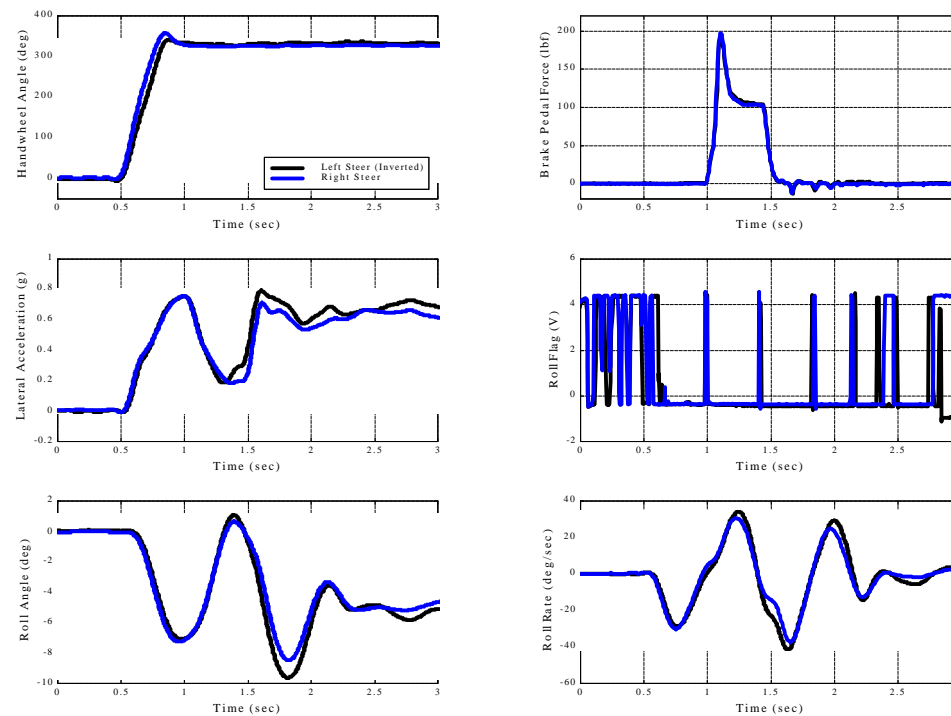 Handwheel Angle (deg)
400
300
200
100
0
Left Steer (Inverted)
Right Steer
0 0.5 1 1.5 2 2.5 3
Time (sec)
Brake Pedal Force (lbf)
200
150
100
50
0
0 0.5 1 1.5 2 2.5
Time (sec)
Lateral Acceleration (g)
1
0.8
0.6
0.4
0.2
0
-0.2
0 0.5 1 1.5 2 2.5 3
Time (sec)
Roll Flag (V)
6
4
2
0
-2
0 0.5 1 1.5 2 2.5
Time (sec)
Roll Angle (deg)
2
0
-2
-4
-6
-8
-10
0 0.5 1 1.5 2 2.5 3
Time (sec)
Roll Rate (deg/sec)
40
20
0
-20
-40
-60
0 0.5 1 1.5 2 2.5
Time (sec)